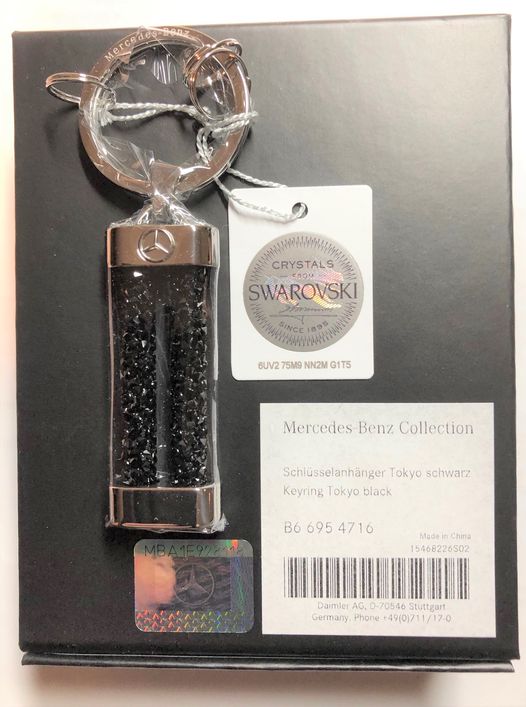 Mercedes-Benz
CRYSTALS
FROM
SWAROVSKI
SINCE 1895
6UV2 75M9 NN2M G1T5
Mercedes-Benz Collection
Schlüsselanhänger Tokyo schwarz
Keyring Tokyo black
B6 695 4716
Made in China
15468226S02
Daimler AG, D-70546 Stuttgart
Germany, Phone +49(0)711/17-0